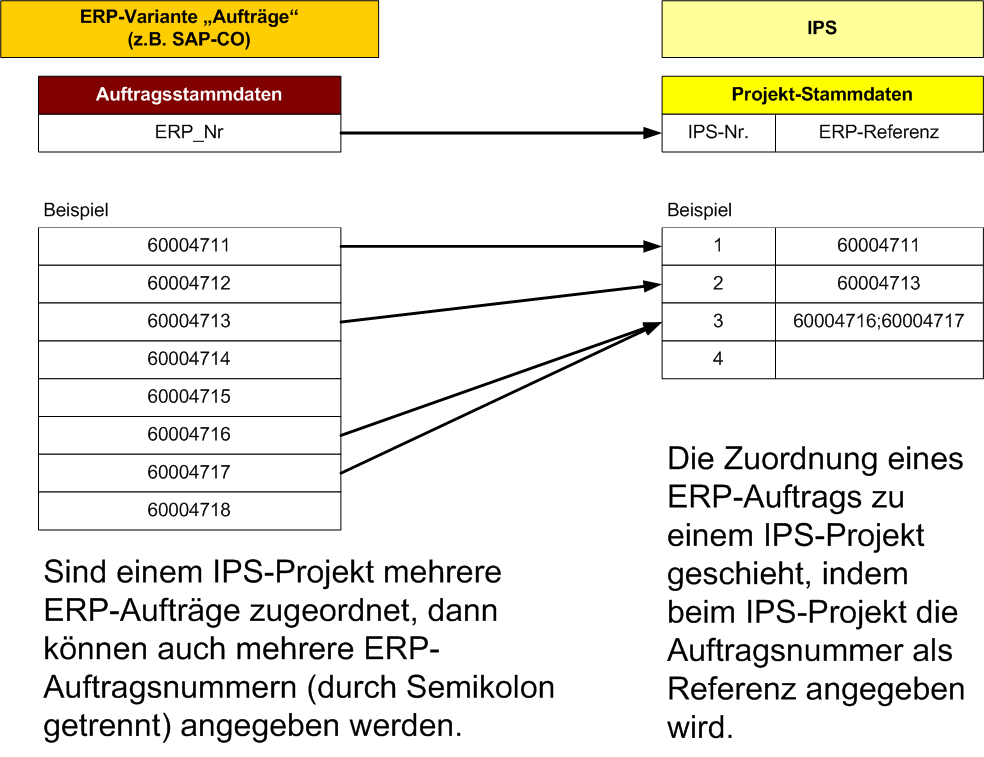 ERP-Variante „Aufträge“
(z.B. SAP-CO)
Auftragsstammdaten
ERP_Nr
Beispiel
60004711
60004712
60004713
60004714
60004715
60004716
60004717
60004718
Sind einem IPS-Projekt mehrere
ERP-Aufträge zugeordnet, dann
können auch mehrere ERP-
Auftragsnummern (durch Semikolon
getrennt) angegeben werden.
IPS
Projekt-Stammdaten
IPS-Nr. ERP-Referenz
Beispiel
1 60004711
2 60004713
3 60004716;60004717
4
Die Zuordnung eines
ERP-Auftrags zu
einem IPS-Projekt
geschieht, indem
beim IPS-Projekt die
Auftragsnummer als
Referenz angegeben
wird.